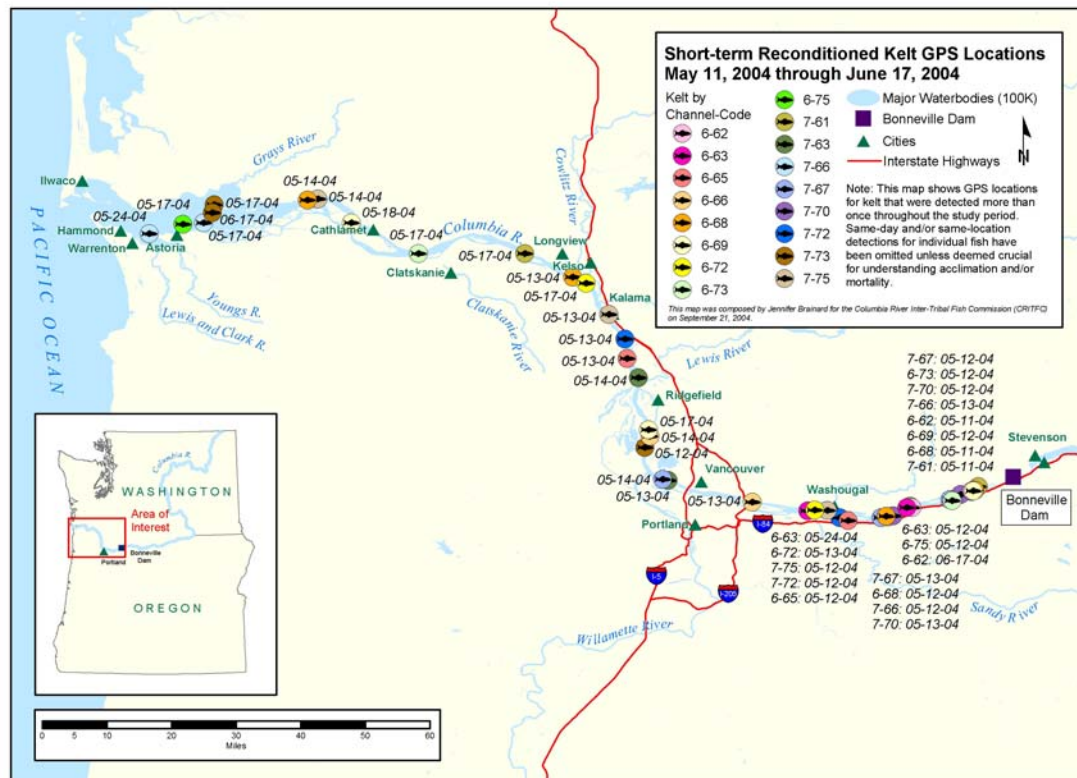 Short-term Reconditioned Kelt GPS Locations
May 11, 2004 through June 17, 2004
Kelt by
Channel-Code
6-62
6-63
6-65
6-66
6-68
6-69
6-72
6-73
6-75
7-61
7-63
7-66
7-67
7-70
7-72
7-73
7-75
Major Waterbodies (100K)
Bonneville Dam
Cities
Interstate Highways
N
Note: This map shows GPS locations
for kelt that were detected more than
once throughout the study period.
Same-day and/or same-location
detections for individual fish have
been omitted unless deemed crucial
for understanding acclimation and/or
mortality.
This map was composed by Jennifer Brainard for the Columbia River Inter-Tribal Fish Commission (CRITFC)
on September 21, 2004.
PACIFIC OCEAN
Ilwaco
Grays River
05-24-04
Hammond
Warrenton
05-17-04
Astoria
05-17-04
06-17-04
05-17-04
Youngs R.
Lewis and Clark R.
05-14-04
05-14-04
05-18-04
Cathlamet
05-17-04
Clatskanie
Clatskanie River
Columbia R.
05-17-04
Cowlitz River
Longview
Kelso
05-13-04
05-17-04
Kalama
05-13-04
05-13-04
05-13-04
05-14-04
Lewis River
Ridgefield
05-17-04
05-14-04
05-12-04
05-14-04
05-13-04
Vancouver
05-13-04
Portland
I-84
I-5
I-205
Willamette River
Washougal
6-63: 05-24-04
6-72: 05-13-04
7-75: 05-12-04
7-72: 05-12-04
6-65: 05-12-04
7-67: 05-13-04
6-68: 05-12-04
7-66: 05-12-04
7-70: 05-13-04
6-63: 05-12-04
6-75: 05-12-04
6-62: 06-17-04
Sandy River
7-67: 05-12-04
6-73: 05-12-04
7-70: 05-12-04
7-66: 05-13-04
6-62: 05-11-04
6-69: 05-12-04
6-68: 05-11-04
7-61: 05-11-04
Stevenson
Bonneville
Dam
Columbia R.
WASHINGTON
Area of
Interest
Portland
Bonneville
Dam
OREGON
0 10 20 30 40 50 60
Miles